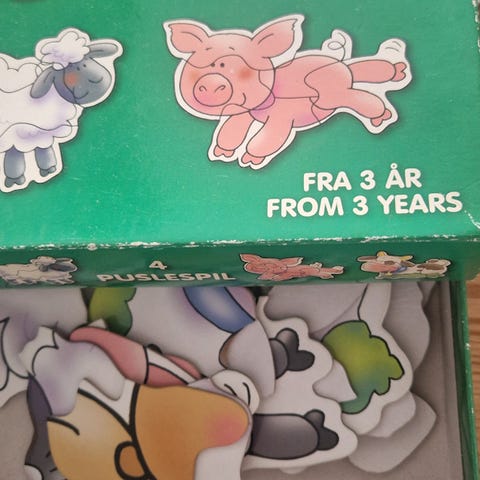 FRA 3 ÅR
FROM 3 YEARS
4
PUSLESPIL